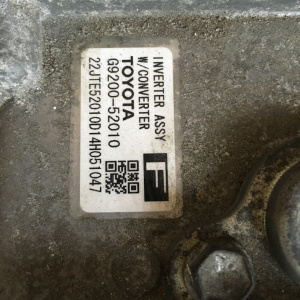 INVERTER ASSY
W/CONVERTER
TOYOTA
G9200-52010
22JTE52010D14H051047
F